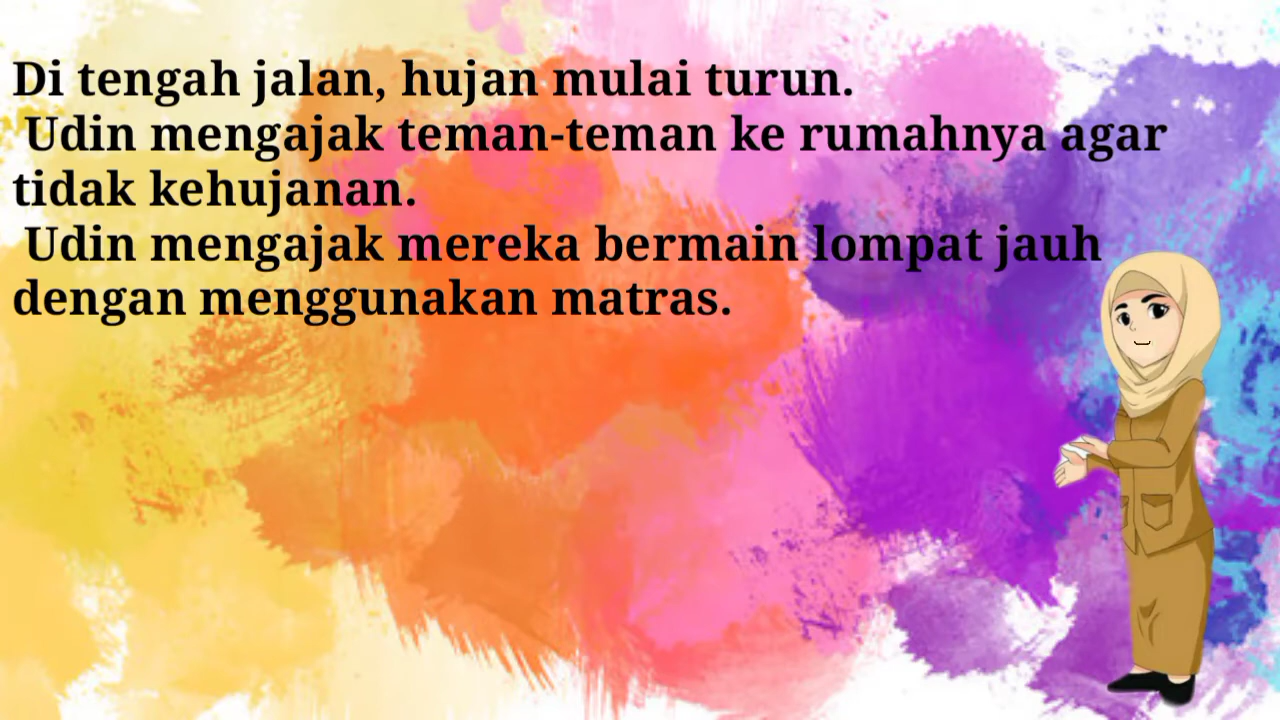 Di tengah jalan, hujan mulai turun.
Udin mengajak teman-teman ke rumahnya agar
tidak kehujanan.
Udin mengajak mereka bermain lompat jauh
dengan menggunakan matras.